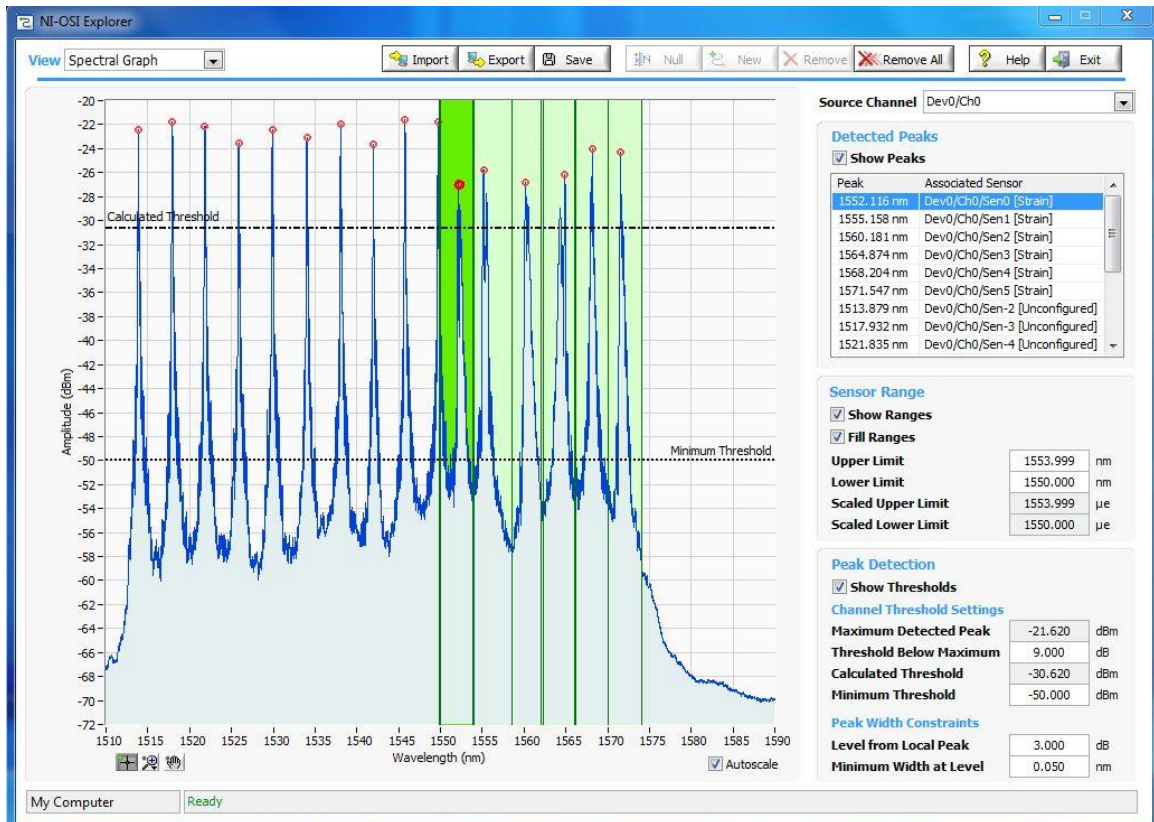 NI-OSI Explorer
View Spectral Graph Import Export Save Null New Remove Remove All Help Exit
Source Channel Dev0/Ch0
Detected Peaks
Show Peaks
Peak Associated Sensor
1552.116 nm Dev0/Ch0/Sen0 [Strain]
1555.158 nm Dev0/Ch0/Sen1 [Strain]
1560.181 nm Dev0/Ch0/Sen2 [Strain]
1564.874 nm Dev0/Ch0/Sen3 [Strain]
1568.204 nm Dev0/Ch0/Sen4 [Strain]
1571.547 nm Dev0/Ch0/Sen5 [Strain]
1513.879 nm Dev0/Ch0/Sen-2 [Unconfigured]
1517.932 nm Dev0/Ch0/Sen-3 [Unconfigured]
1521.835 nm Dev0/Ch0/Sen-4 [Unconfigured]
Sensor Range
Show Ranges
Fill Ranges
Upper Limit 1553.999 nm
Lower Limit 1550.000 nm
Scaled Upper Limit 1553.999 µe
Scaled Lower Limit 1550.000 µe
Peak Detection
Show Thresholds
Channel Threshold Settings
Maximum Detected Peak -21.620 dBm
Threshold Below Maximum 9.000 dB
Calculated Threshold -30.620 dBm
Minimum Threshold -50.000 dBm
Peak Width Constraints
Level from Local Peak 3.000 dB
Minimum Width at Level 0.050 nm
Amplitude (dBm)
-20
-22
-24
-26
-28
-30
-32
-34
-36
-38
-40
-42
-44
-46
-48
-50
-52
-54
-56
-58
-60
-62
-64
-66
-68
-70
-72
Calculated Threshold
Minimum Threshold
1510 1515 1520 1525 1530 1535 1540 1545 1550 1555 1560 1565 1570 1575 1580 1585 1590
Wavelength (nm)
Autoscale
My Computer Ready